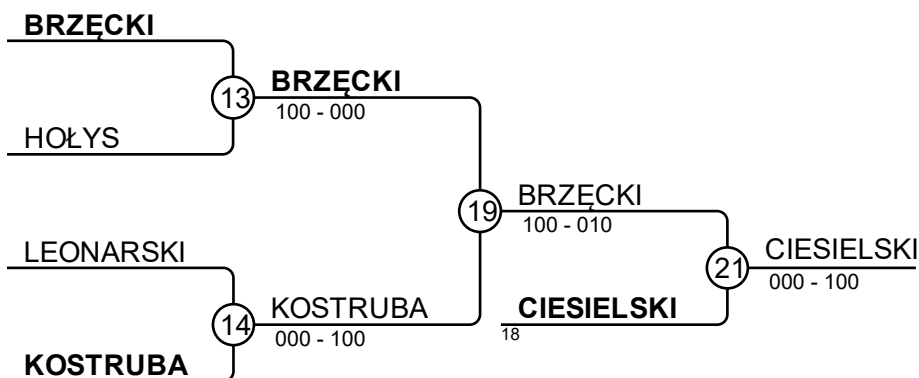 BRZĘCKI
13
BRZĘCKI
100 - 000
HOŁYS
19
BRZĘCKI
100 - 010
LEONARSKI
21
CIESIELSKI
000 - 100
14
KOSTRUBA
000 - 100
CIESIELSKI
18
KOSTRUBA